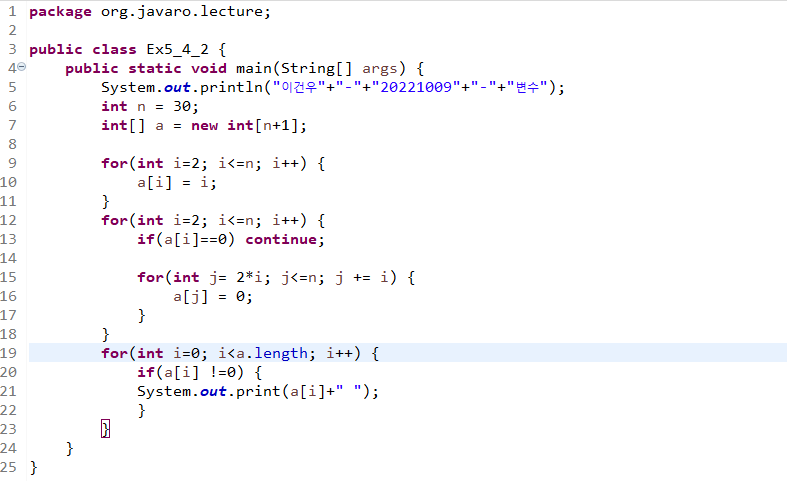 1 package org.javaro.lecture;
2
3 public class Ex5_4_2 {
4 public static void main(String[] args) {
5 System.out.println("이건우"+"-"+"20221009"+"-"+"변수");
6 int n = 30;
7 int[] a = new int[n+1];
8
9 for(int i=2; i<=n; i++) {
10 a[i] = i;
11 }
12 for(int i=2; i<=n; i++) {
13 if(a[i]==0) continue;
14
15 for(int j= 2*i; j<=n; j += i) {
16 a[j] = 0;
17 }
18 }
19 for(int i=0; i<a.length; i++) {
20 if(a[i] !=0) {
21 System.out.print(a[i]+" ");
22 }
23 }
24 }
25 }